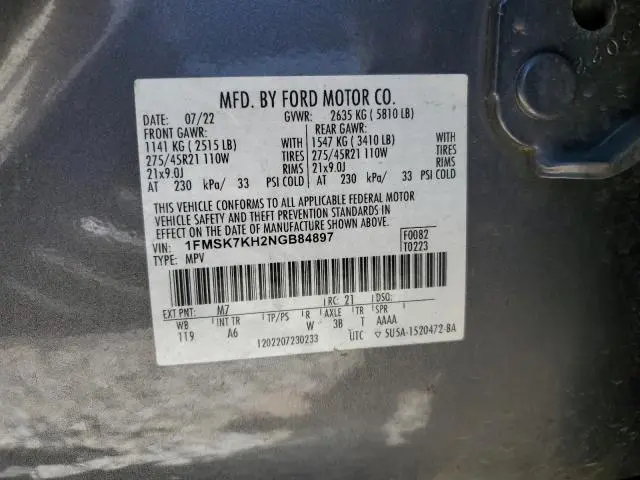 MFD. BY FORD MOTOR CO.
DATE: 07/22 GVWR: 2635 KG ( 5810 LB)
FRONT GAWR: REAR GAWR:
1141 KG ( 2515 LB) WITH 1547 KG ( 3410 LB) WITH
275/45R21 110W TIRES 275/45R21 110W TIRES
21x9.0J RIMS 21x9.0J RIMS
AT 230 kPa/ 33 PSI COLD AT 230 kPa/ 33 PSI COLD
THIS VEHICLE CONFORMS TO ALL APPLICABLE FEDERAL MOTOR
VEHICLE SAFETY AND THEFT PREVENTION STANDARDS IN
EFFECT ON THE DATE OF MANUFACTURE SHOWN ABOVE.
VIN: 1FMSK7KH2NGB84897 F0082
TYPE: MPV T0223
EXT PNT: M7 RC: 21 DSO:
WB INT TR TP/PS R AXLE TR SPR
119 A6 W 3B T AAAA
1202207230233 UTC 5U5A-1520472-BA